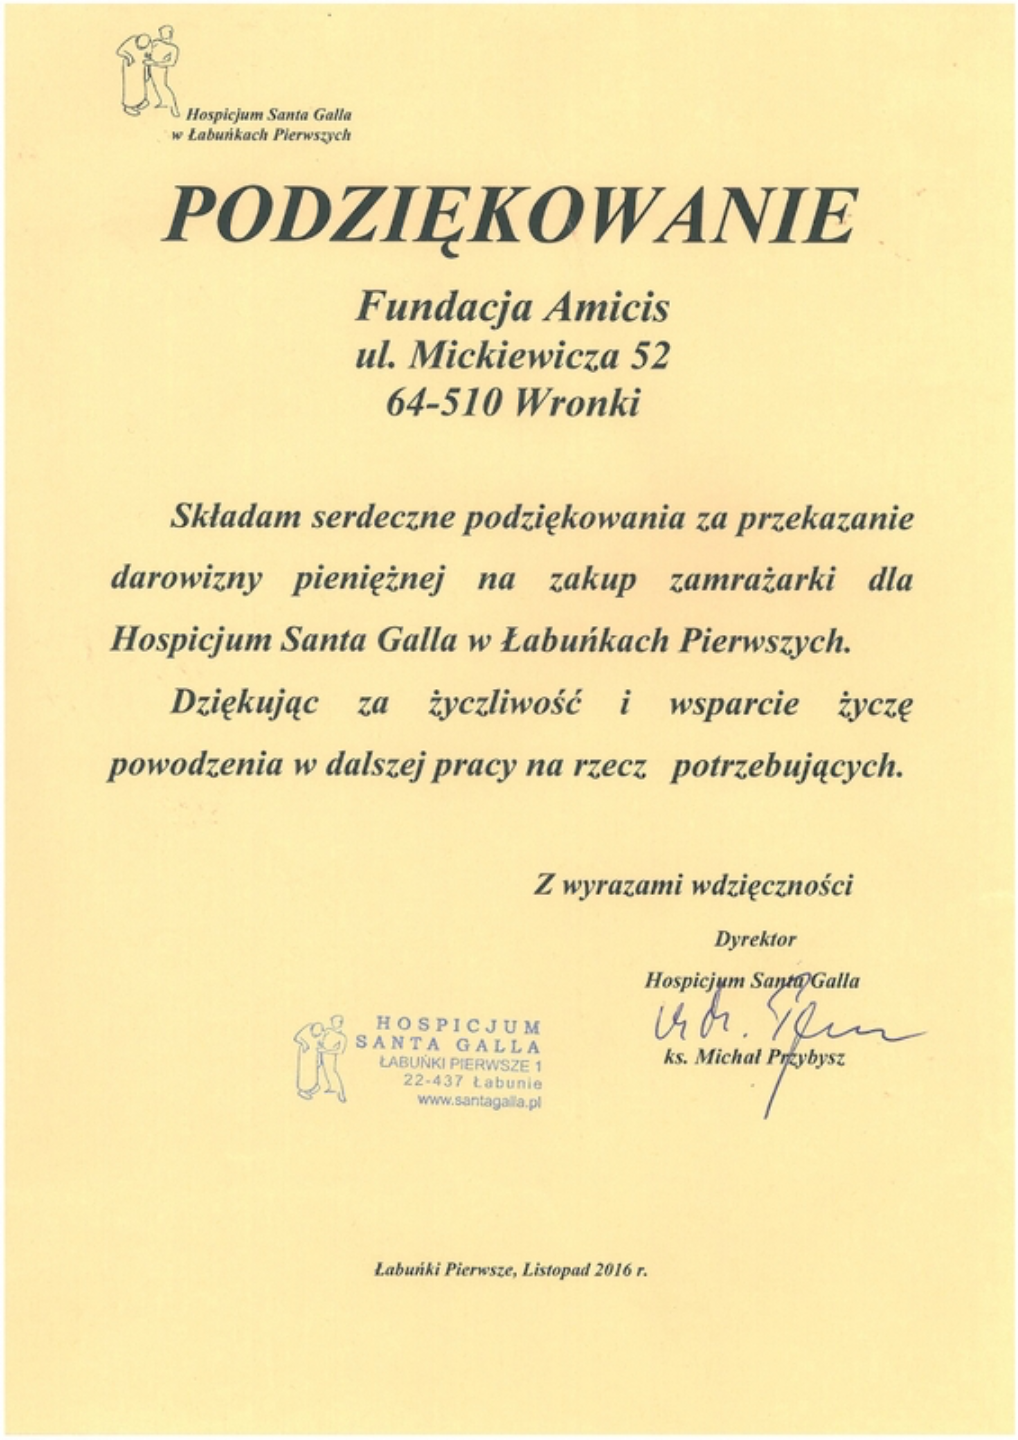 Hospicjum Santa Galla
w Łabuńkach Pierwszych
PODZIĘKOWANIE
Fundacja Amicis
ul. Mickiewicza 52
64-510 Wronki
Składam serdeczne podziękowania za przekazanie
darowizny pieniężnej na zakup zamrażarki dla
Hospicjum Santa Galla w Łabuńkach Pierwszych.
Dziękując za życzliwość i wsparcie życzę
powodzenia w dalszej pracy na rzecz potrzebujących.
Z wyrazami wdzięczności
Dyrektor
Hospicjum Santa Galla
ks. Michał Przybysz
HOSPICJUM
SANTA GALLA
ŁABUŃKI PIERWSZE 1
22-437 Łabunie
www.santagalla.pl
Łabuńki Pierwsze, Listopad 2016 r.